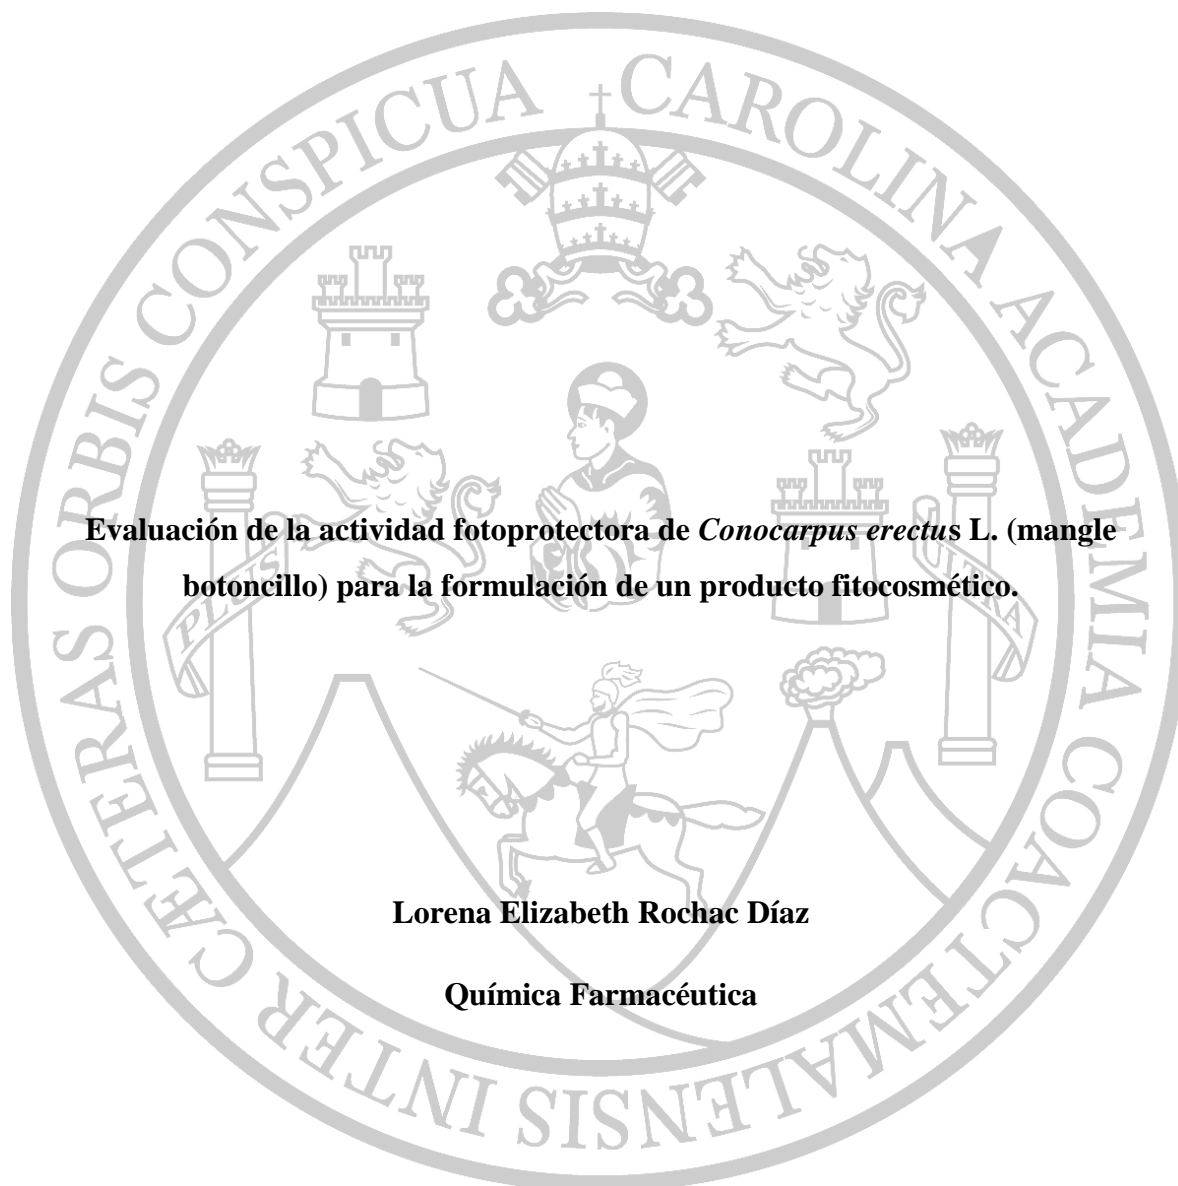 CAROLINA ACADEMIA COACTEMALENSIS INTER CÆTERAS ORBIS CONSPICUA
PLUS ULTRA
Evaluación de la actividad fotoprotectora de Conocarpus erectus L. (mangle
botoncillo) para la formulación de un producto fitocosmético.
Lorena Elizabeth Rochac Díaz
Química Farmacéutica